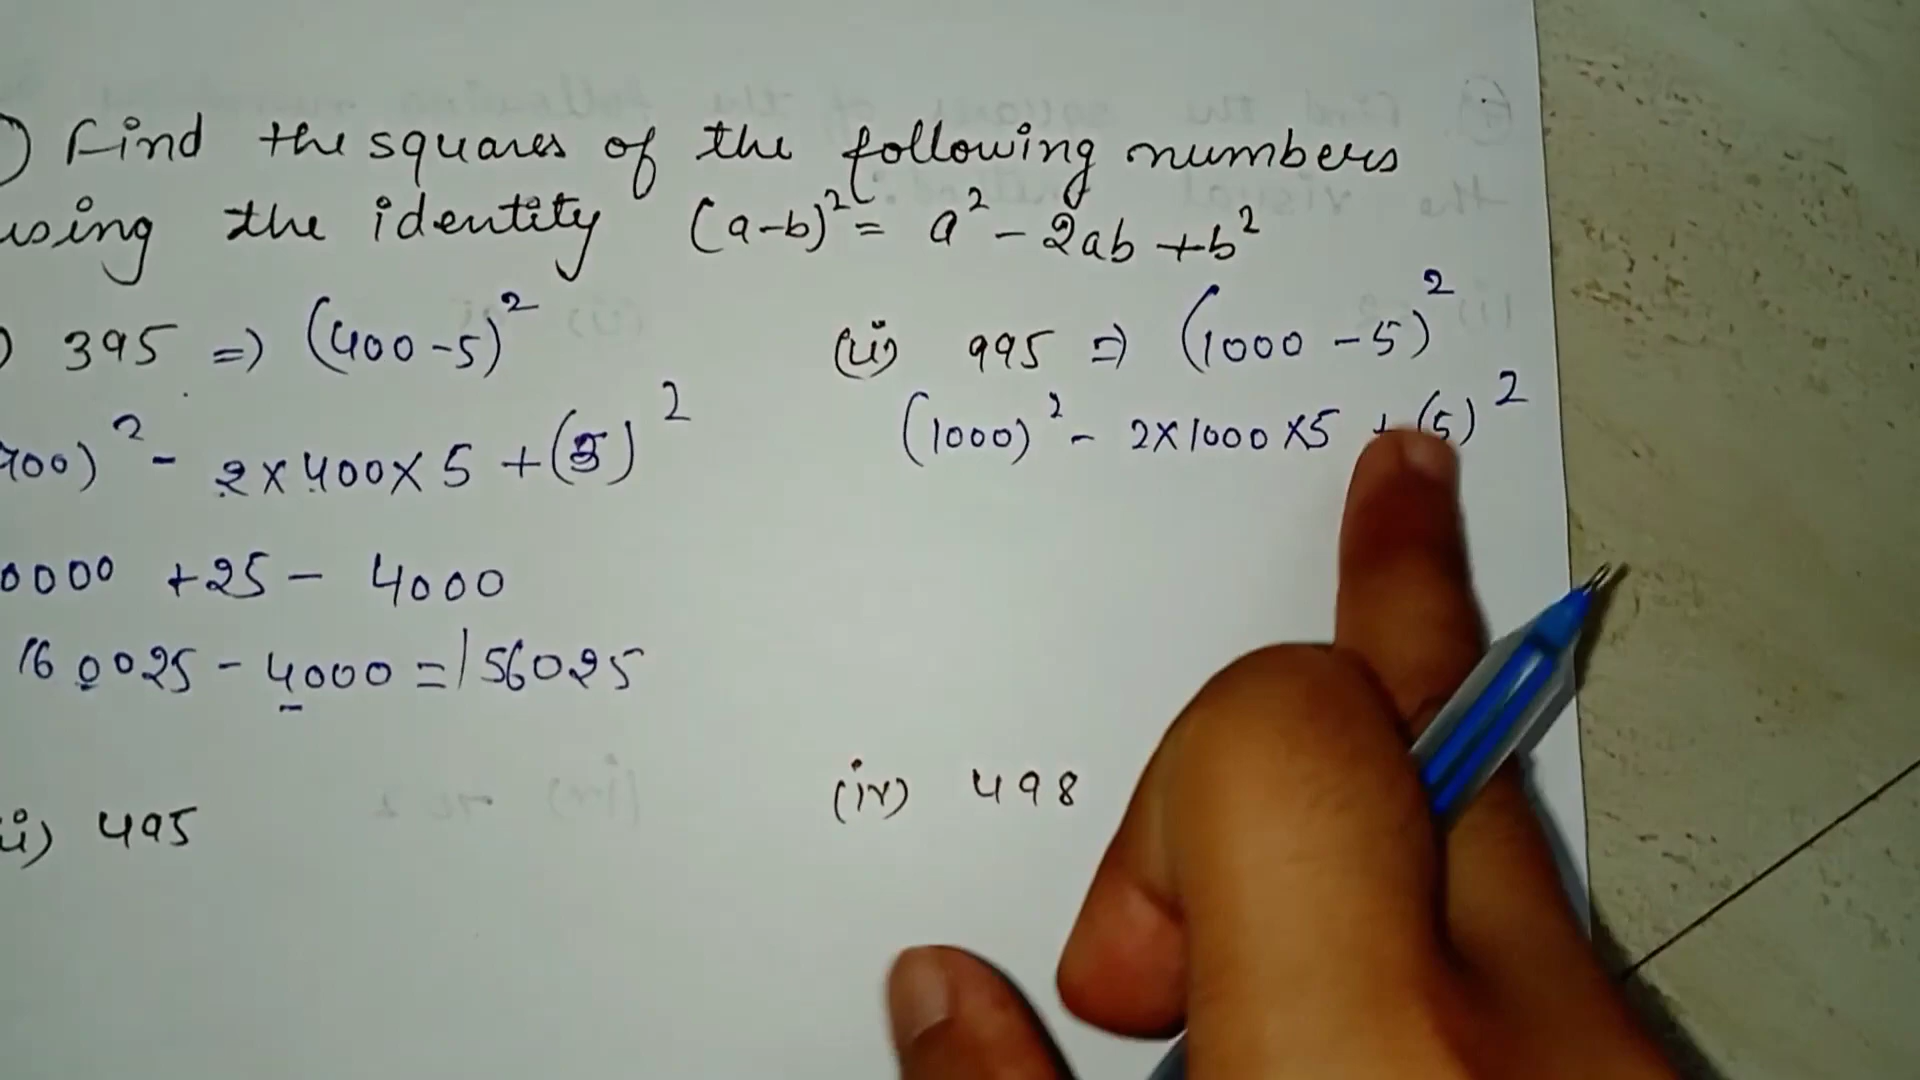 ) Find the squares of the following numbers
using the identity (a-b)² = a² - 2ab + b²
) 395 => (400-5)²
400)² - 2×400×5 + (5)²
0000 +25 - 4000
160025 - 4000 = 156025
(ii) 995 => (1000-5)²
(1000)² - 2×1000×5 + (5)²
ii) 495
(iv) 498